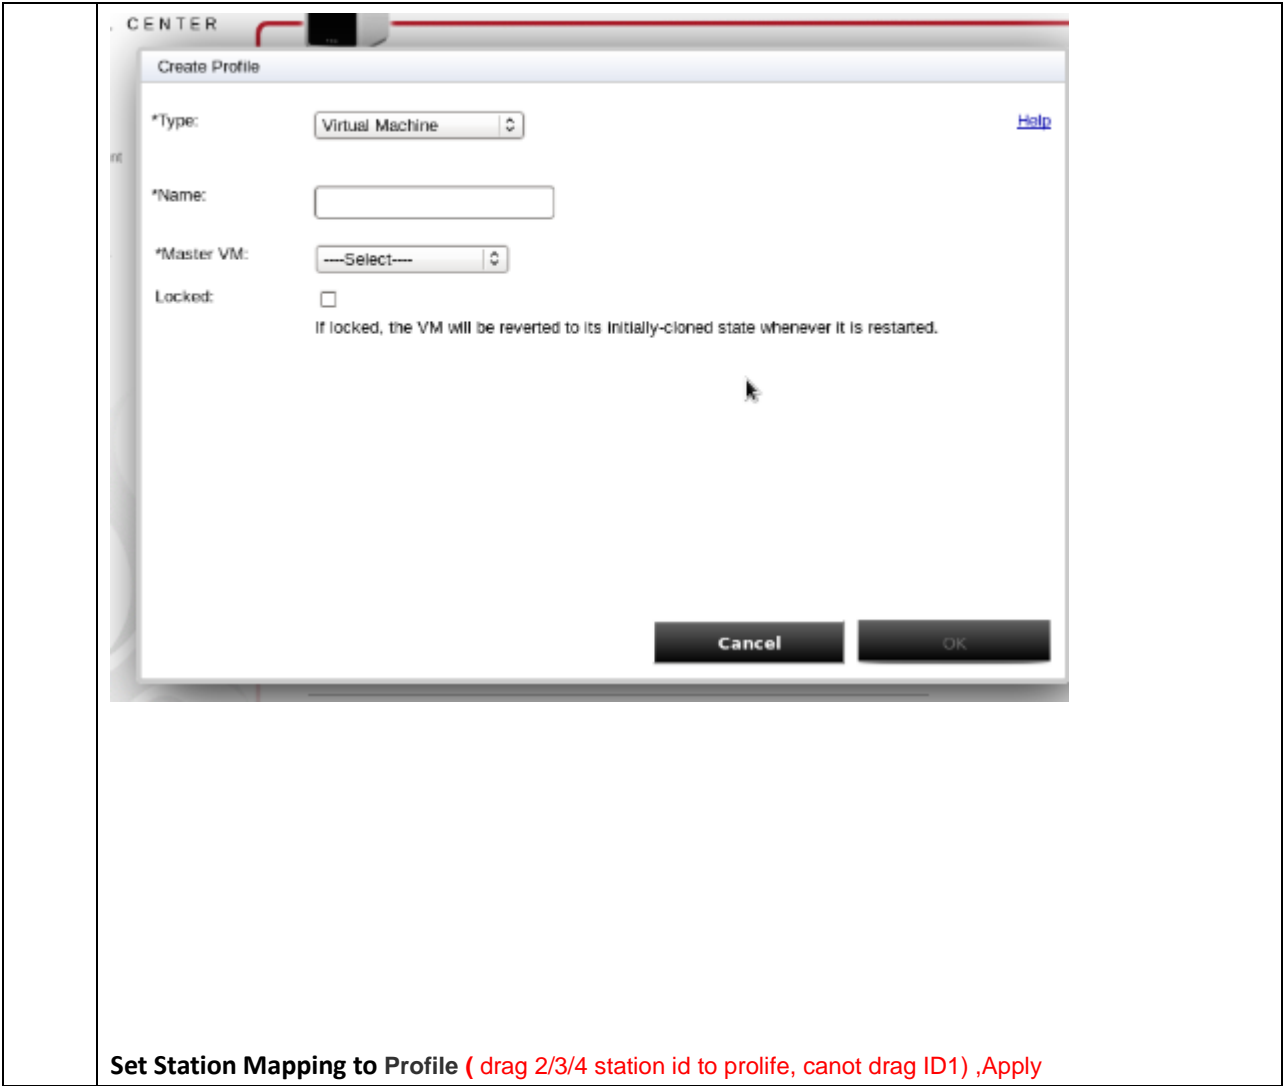 CENTER
Create Profile
*Type:
Virtual Machine
Help
nt
*Name:
*Master VM:
----Select----
Locked:
If locked, the VM will be reverted to its initially-cloned state whenever it is restarted.
Cancel
OK
Set Station Mapping to Profile ( drag 2/3/4 station id to prolife, canot drag ID1) ,Apply